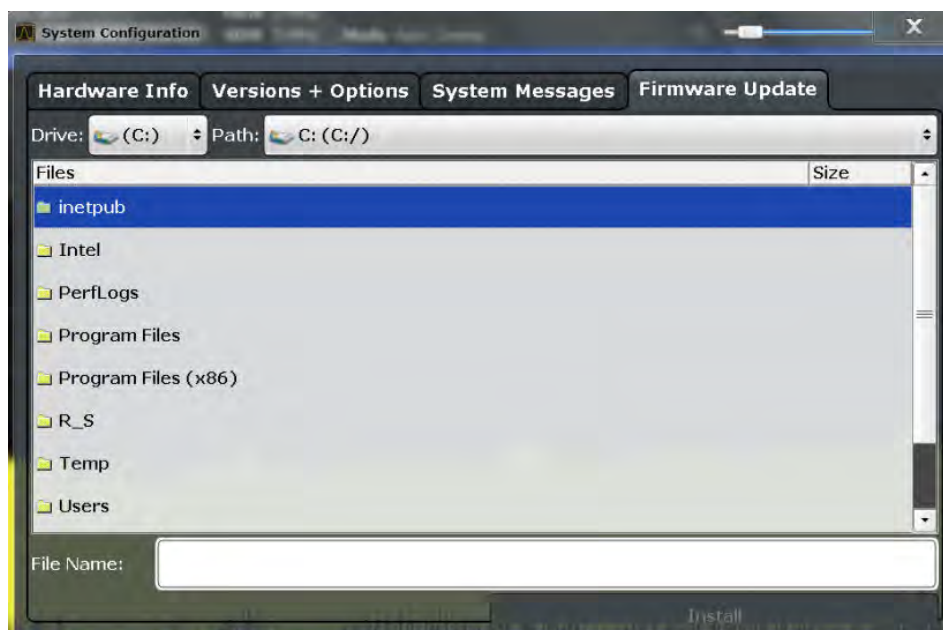 System Configuration
Hardware Info Versions + Options System Messages Firmware Update
Drive: (C:) Path: C: (C:/)
Files Size
inetpub
Intel
PerfLogs
Program Files
Program Files (x86)
R_S
Temp
Users
File Name:
Install